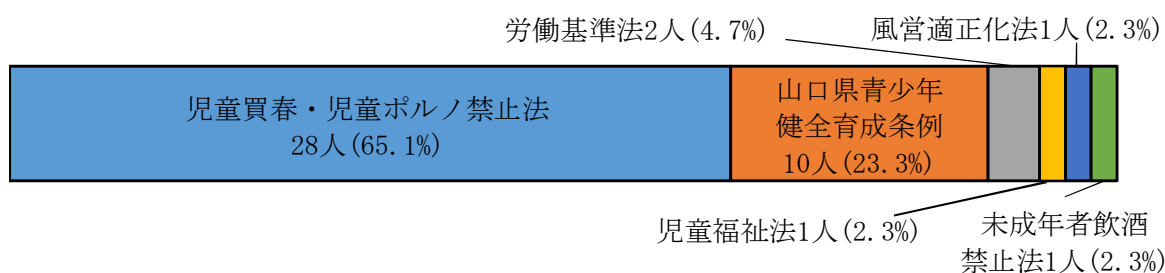 労働基準法2人(4.7%)
風営適正化法1人(2.3%)
児童買春・児童ポルノ禁止法
28人(65.1%)
山口県青少年
健全育成条例
10人(23.3%)
児童福祉法1人(2.3%)
未成年者飲酒
禁止法1人(2.3%)